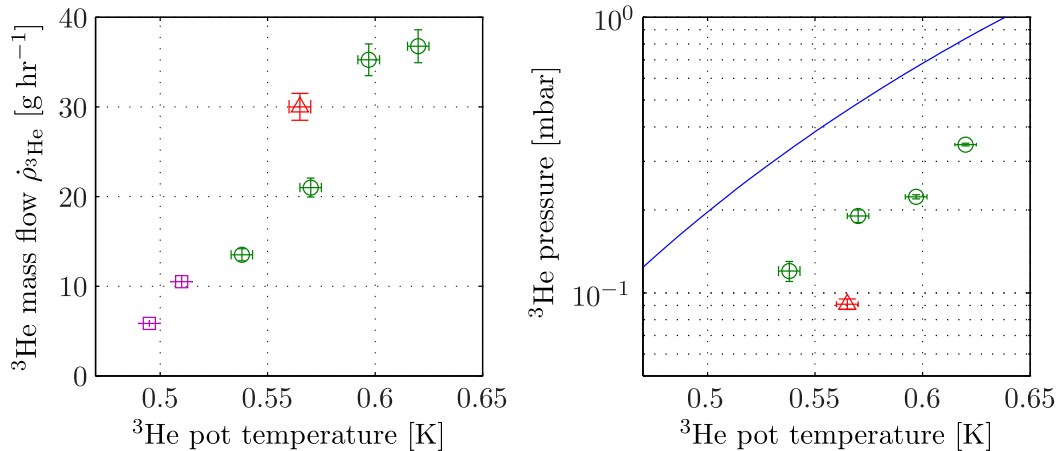 ³He mass flow ρ̇₃He [g hr⁻¹]
40
30
20
10
0
0.5 0.55 0.6 0.65
³He pot temperature [K]
³He pressure [mbar]
10⁰
10⁻¹
0.5 0.55 0.6 0.65
³He pot temperature [K]